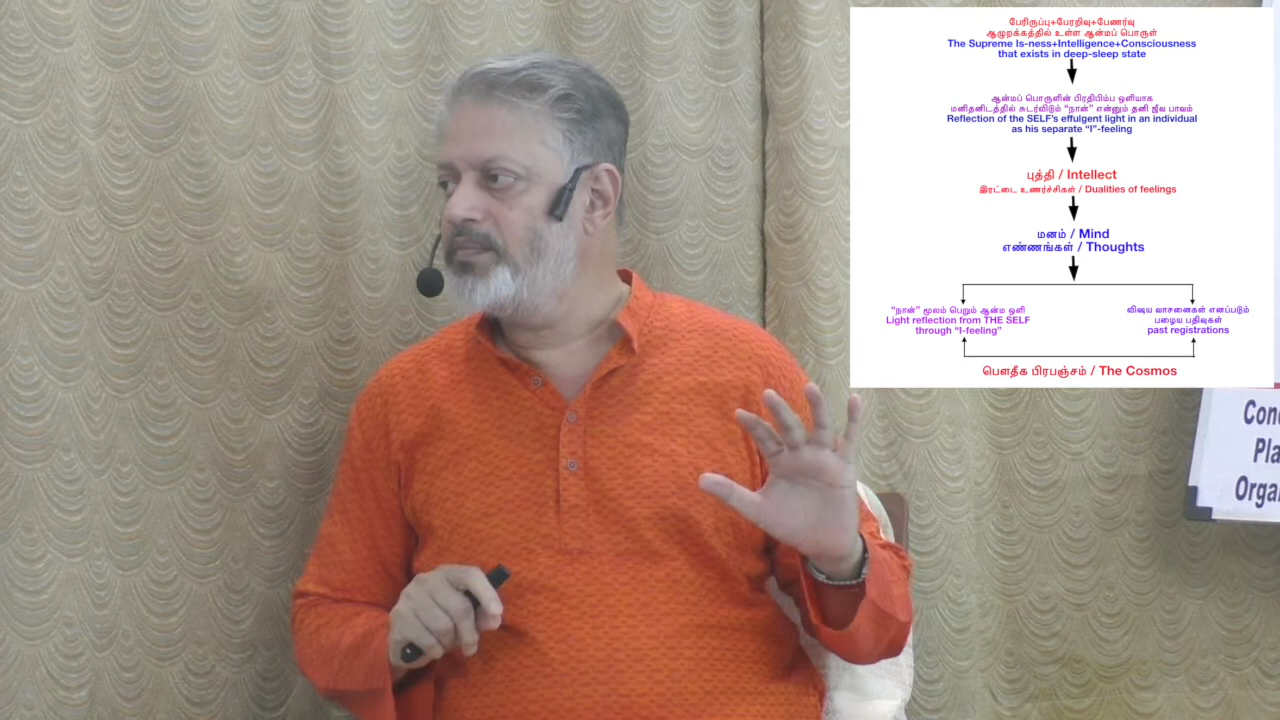 பேரிருப்பு+பேரறிவு+பேணர்வு
ஆழுறக்கத்தில் உள்ள ஆன்மப் பொருள்
The Supreme Is-ness+Intelligence+Consciousness
that exists in deep-sleep state
ஆன்மப் பொருளின் பிரதிபிம்ப ஒளியாக
மனிதனிடத்தில் சுடர்விடும் “நான்” என்னும் தனி ஜீவ பாவம்
Reflection of the SELF’s effulgent light in an individual
as his separate “I”-feeling
புத்தி / Intellect
இரட்டை உணர்ச்சிகள் / Dualities of feelings
மனம் / Mind
எண்ணங்கள் / Thoughts
“நான்” மூலம் பெறும் ஆன்ம ஒளி
Light reflection from THE SELF
through “I-feeling”
விஷய வாசனைகள் எனப்படும்
பழைய பதிவுகள்
past registrations
பௌதீக பிரபஞ்சம் / The Cosmos